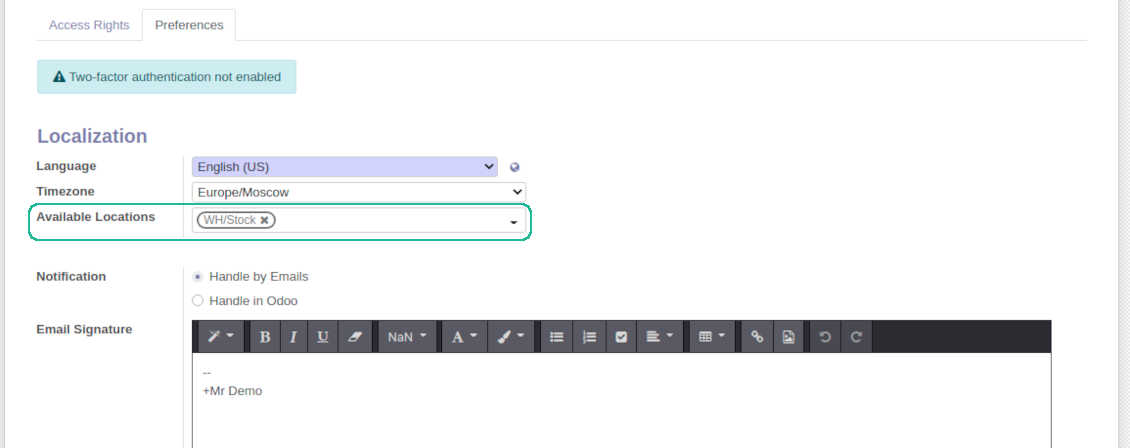 Access Rights Preferences
Two-factor authentication not enabled
Localization
Language English (US)
Timezone Europe/Moscow
Available Locations WH/Stock
Notification Handle by Emails
Handle in Odoo
Email Signature
B I U NaN A
--
+Mr Demo